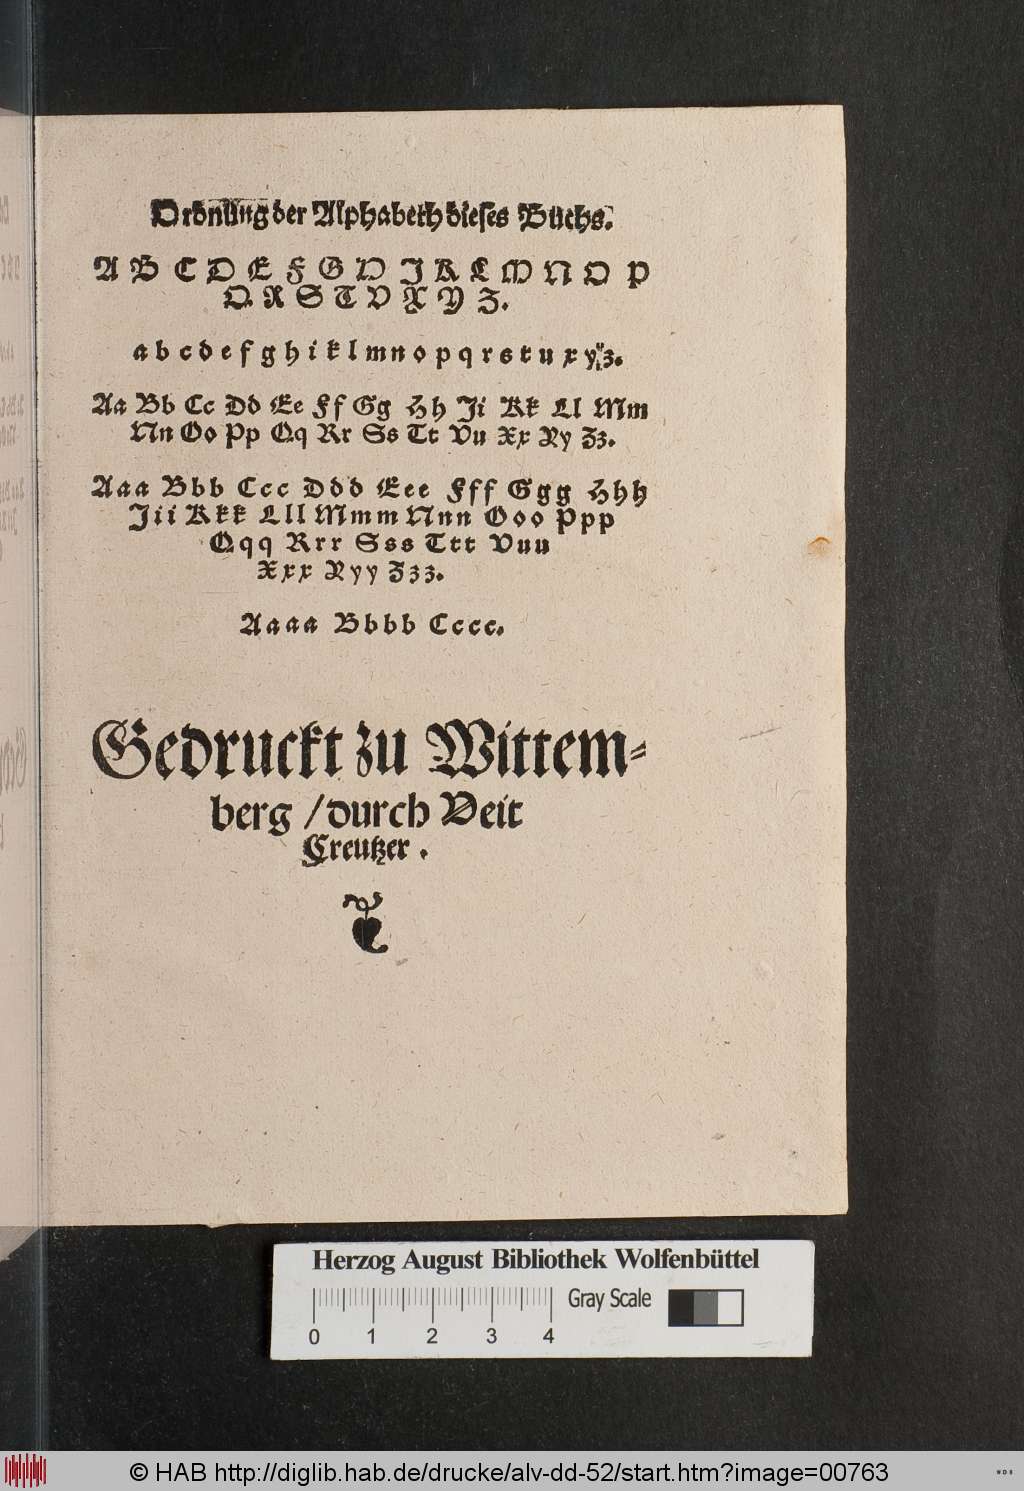 Ordnung der Alphabeth dieses Buchs.
A B C D E F G H J K L M N O P
Q R S T V X Y Z.
a b c d e f g h i k l m n o p q r s t u x y z.
Aa Bb Cc Dd Ee Ff Gg Hh Ji Kk Ll Mm
Nn Oo Pp Qq Rr Ss Tt Vu Xx Yy Zz.
Aaa Bbb Ccc Ddd Eee Fff Ggg Hhh
Jii Kkk Lll Mmm Nnn Ooo Ppp
Qqq Rrr Sss Ttt Vuu
Xxx Yyy Zzz.
Aaaa Bbbb Cccc.
Gedruckt zu Wittem-
berg / durch Veit
Creutzer.
Herzog August Bibliothek Wolfenbüttel
Gray Scale
0 1 2 3 4
© HAB http://diglib.hab.de/drucke/alv-dd-52/start.htm?image=00763